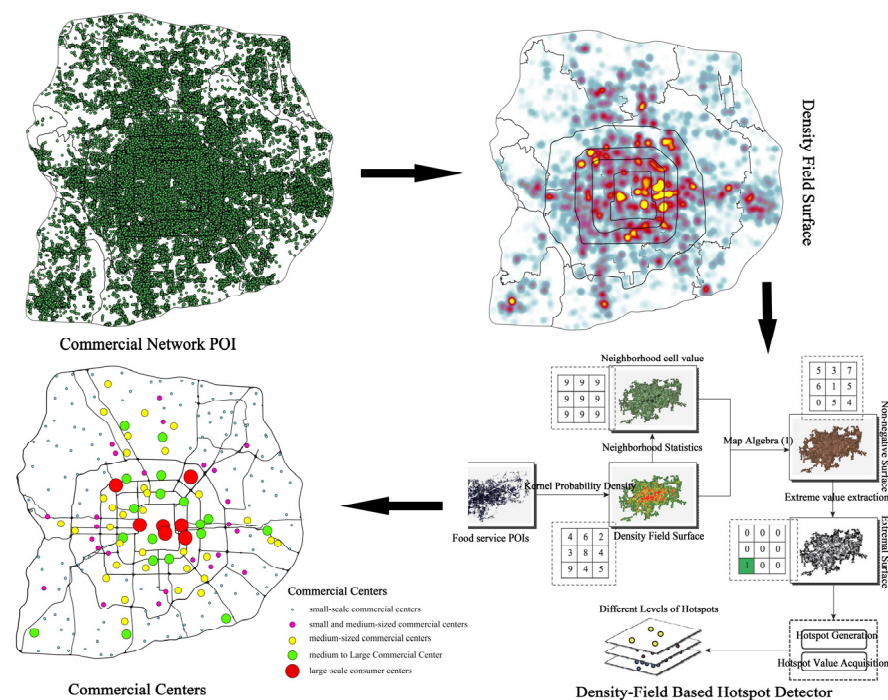 Density Field Surface
Commercial Network POI
Neighborhood cell value
9 9 9
9 9 9
9 9 9
5 3 7
6 1 5
0 5 4
Non-negative Surface
Neighborhood Statistics
Map Algebra (1)
Extreme value extraction
Kernel Probability Density
Food service POIs
Density Field Surface
4 6 2
3 8 4
9 4 5
0 0 0
0 0 0
1 0 0
Extremal Surface
Different Levels of Hotspots
Hotspot Generation
Hotspot Value Acquisition
Density-Field Based Hotspot Detector
Commercial Centers
small-scale commercial centers
small and medium-sized commercial centers
medium-sized commercial centers
medium to Large Commercial Center
large scale consumer centers
Commercial Centers